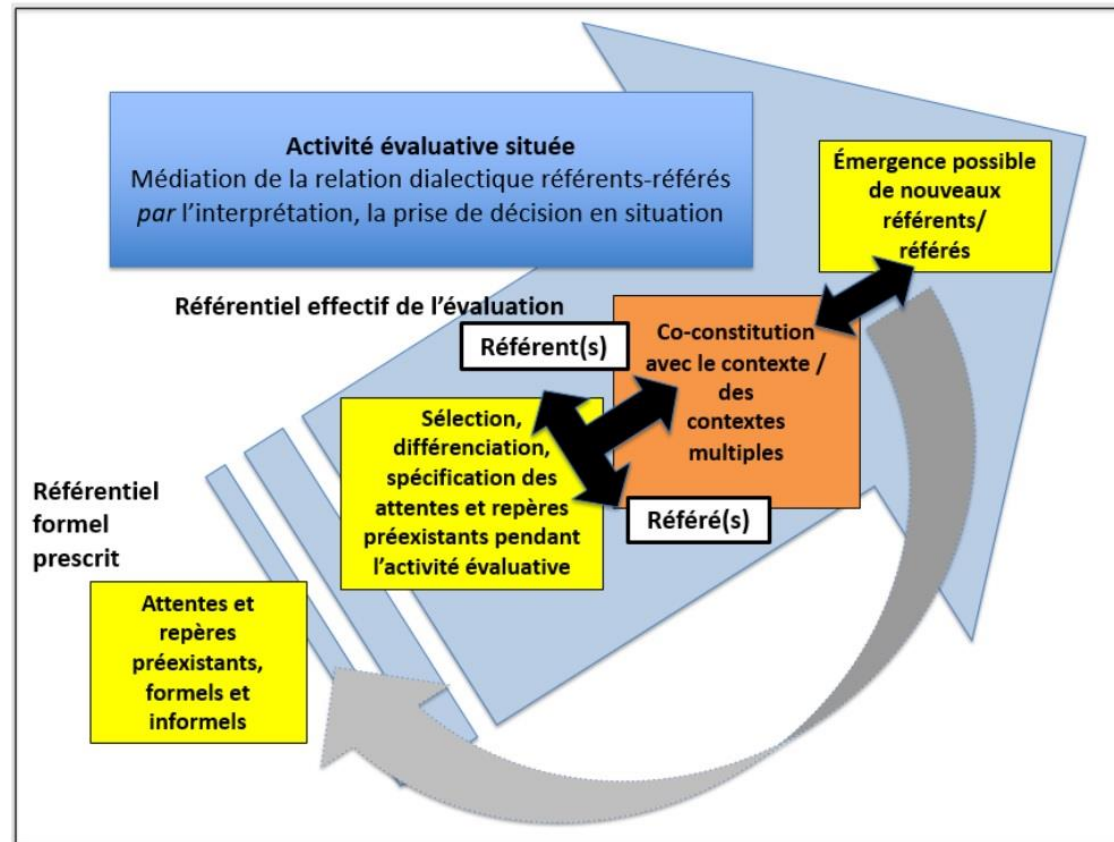 Activité évaluative située
Médiation de la relation dialectique référents-référés
par l’interprétation, la prise de décision en situation
Émergence possible
de nouveaux
référents/
référés
Référentiel effectif de l’évaluation
Référent(s)
Co-constitution
avec le contexte /
des
contextes
multiples
Sélection,
différenciation,
spécification des
attentes et repères
préexistants pendant
l’activité évaluative
Référé(s)
Référentiel
formel
prescrit
Attentes et
repères
préexistants,
formels et
informels